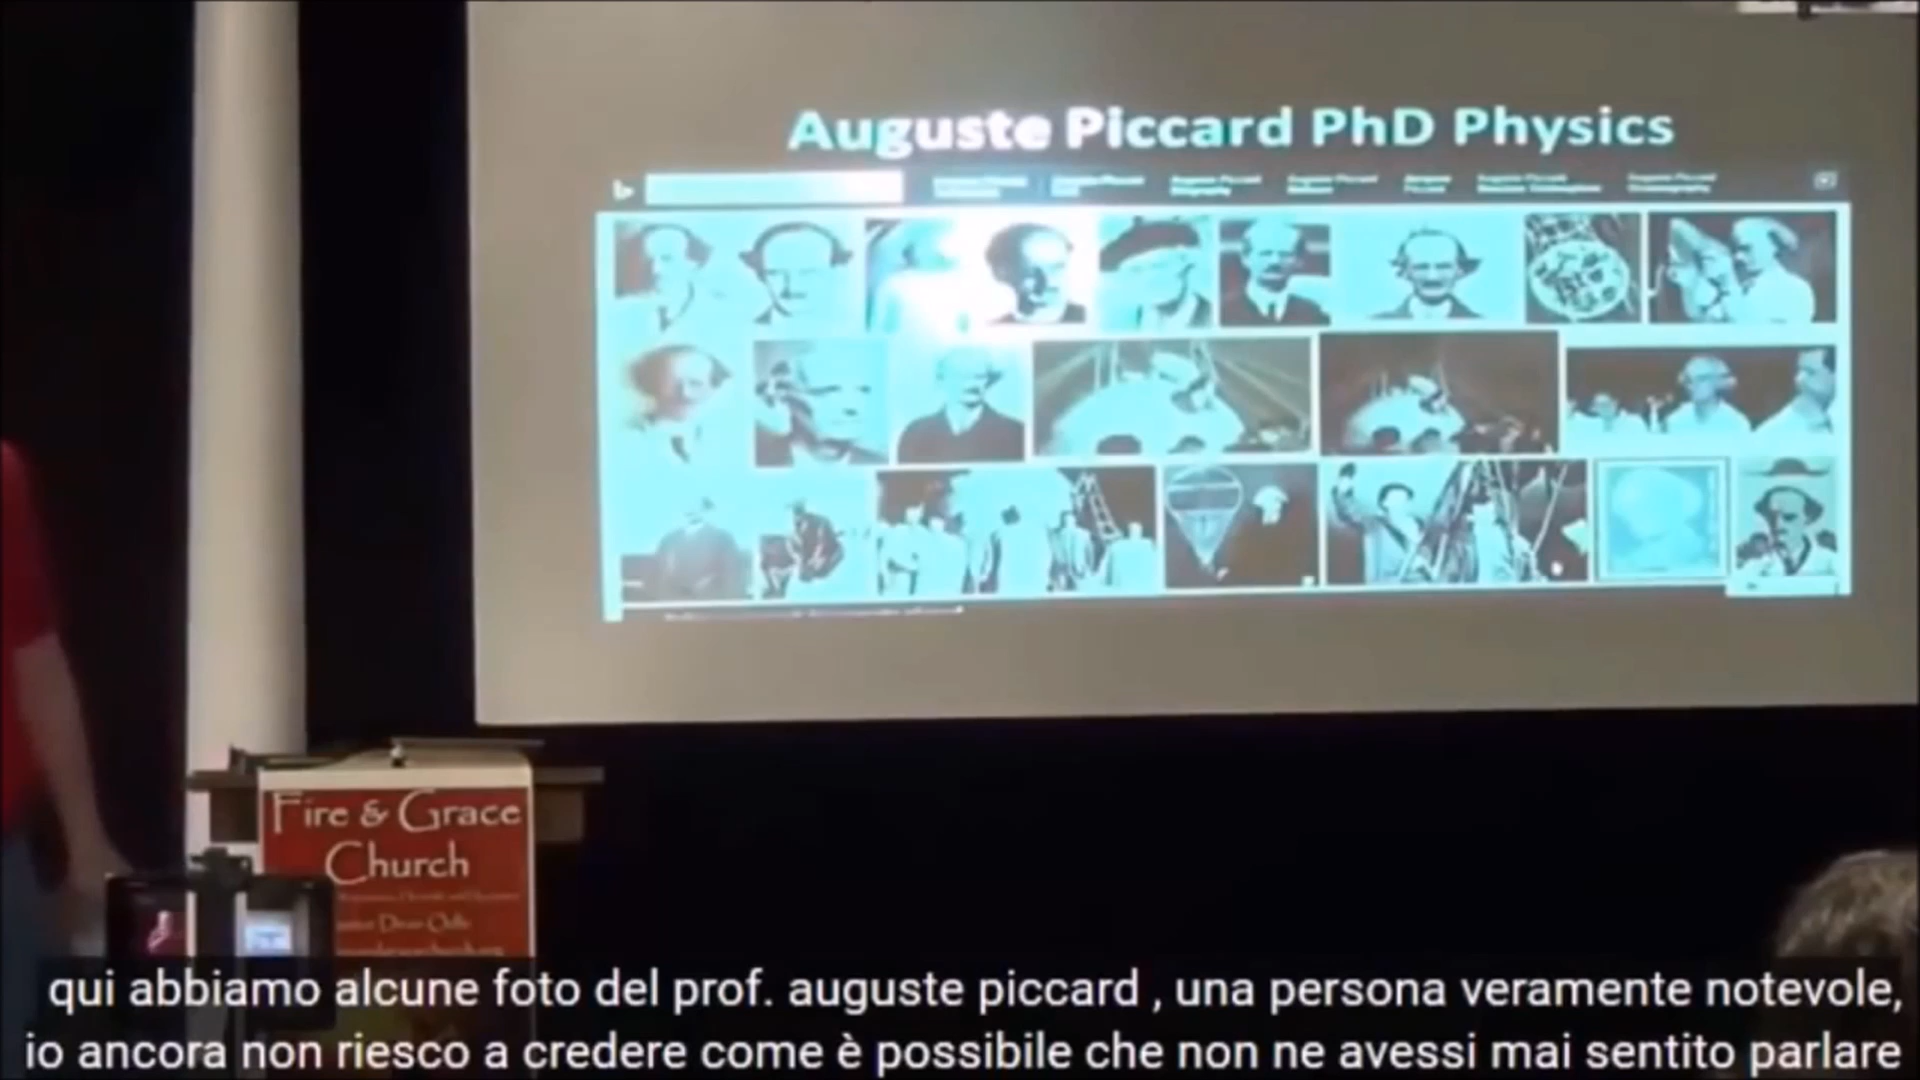 Auguste Piccard PhD Physics
Fire & Grace
Church
qui abbiamo alcune foto del prof. auguste piccard , una persona veramente notevole,
io ancora non riesco a credere come è possibile che non ne avessi mai sentito parlare